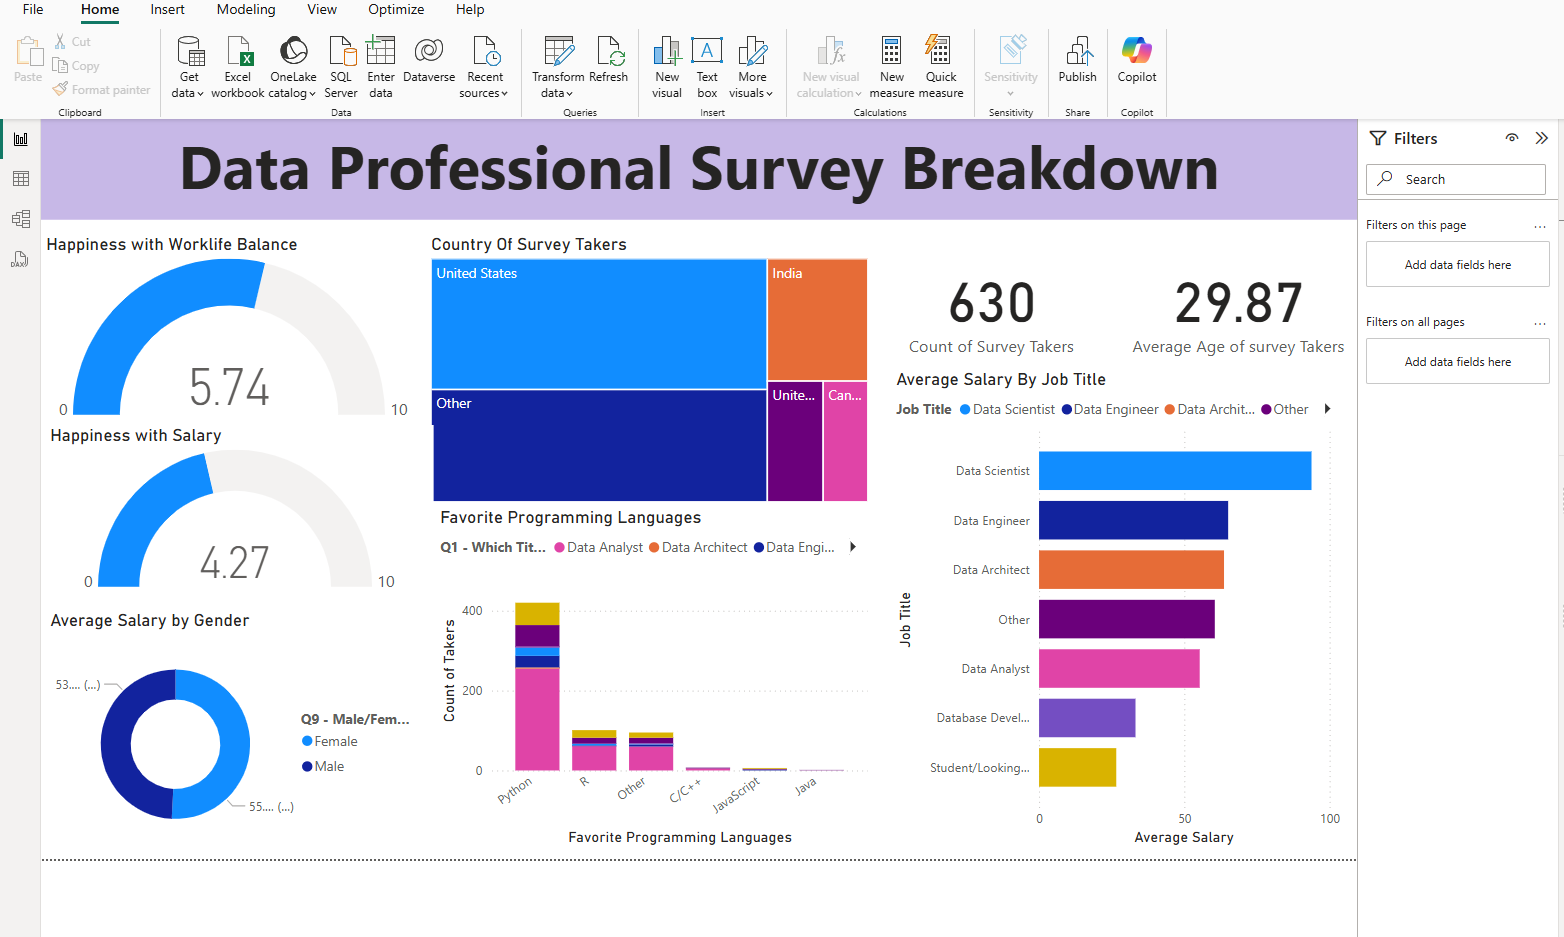 File Home Insert Modeling View Optimize Help
Paste
Cut
Copy
Format painter
Clipboard
Get data
Excel workbook
OneLake catalog
SQL Server
Enter data
Dataverse
Recent sources
Data
Transform data
Refresh
Queries
New visual
Text box
More visuals
Insert
New visual calculation
New measure
Quick measure
Calculations
Sensitivity
Sensitivity
Publish
Share
Copilot
Copilot
DAX
Data Professional Survey Breakdown
Happiness with Worklife Balance
5.74
0
10
Happiness with Salary
4.27
0
10
Average Salary by Gender
53.... (...)
55.... (...)
Q9 - Male/Fem...
Female
Male
Country Of Survey Takers
United States
India
Other
Unite...
Can...
Favorite Programming Languages
Q1 - Which Tit... Data Analyst Data Architect Data Engi...
Count of Takers
400
200
0
Python
R
Other
C/C++
JavaScript
Java
Favorite Programming Languages
630
Count of Survey Takers
29.87
Average Age of survey Takers
Average Salary By Job Title
Job Title Data Scientist Data Engineer Data Archit... Other
Job Title
Data Scientist
Data Engineer
Data Architect
Other
Data Analyst
Database Devel...
Student/Looking...
0 50 100
Average Salary
Filters
Search
Filters on this page ...
Add data fields here
Filters on all pages ...
Add data fields here